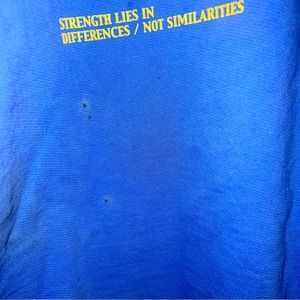 STRENGTH LIES IN
DIFFERENCES / NOT SIMILARITIES